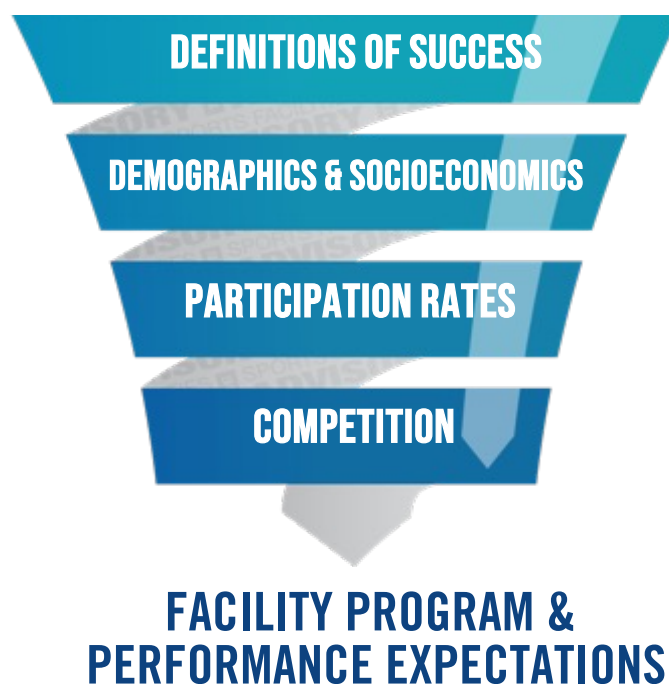 DEFINITIONS OF SUCCESS
DEMOGRAPHICS & SOCIOECONOMICS
PARTICIPATION RATES
COMPETITION
FACILITY PROGRAM &
PERFORMANCE EXPECTATIONS